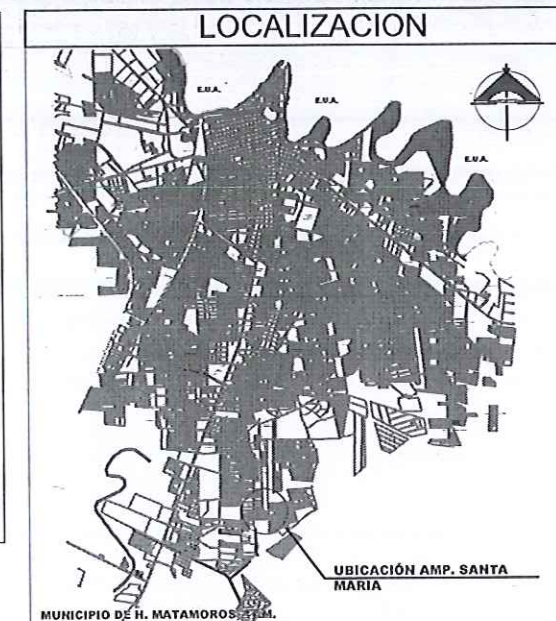 LOCALIZACION
E.U.A.
E.U.A.
E.U.A.
UBICACIÓN AMP. SANTA
MARIA
MUNICIPIO DE H. MATAMOROS